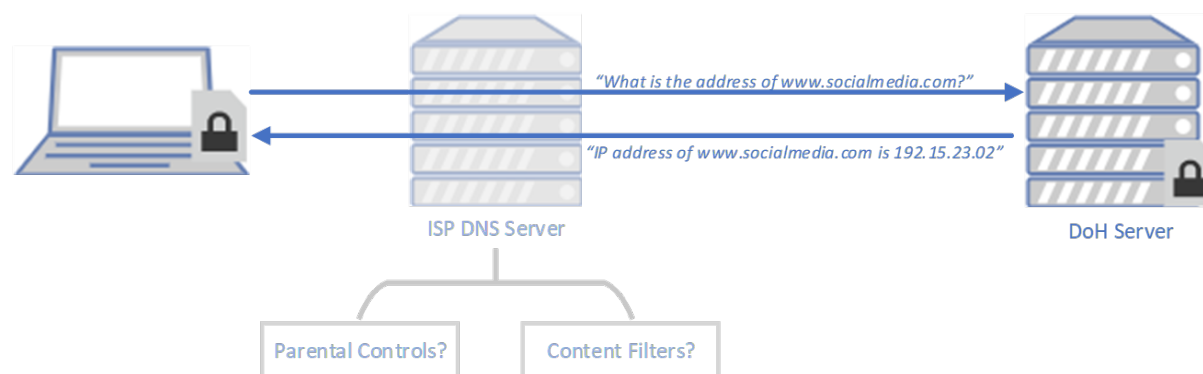 “What is the address of www.socialmedia.com?”
“IP address of www.socialmedia.com is 192.15.23.02”
ISP DNS Server
DoH Server
Parental Controls?
Content Filters?